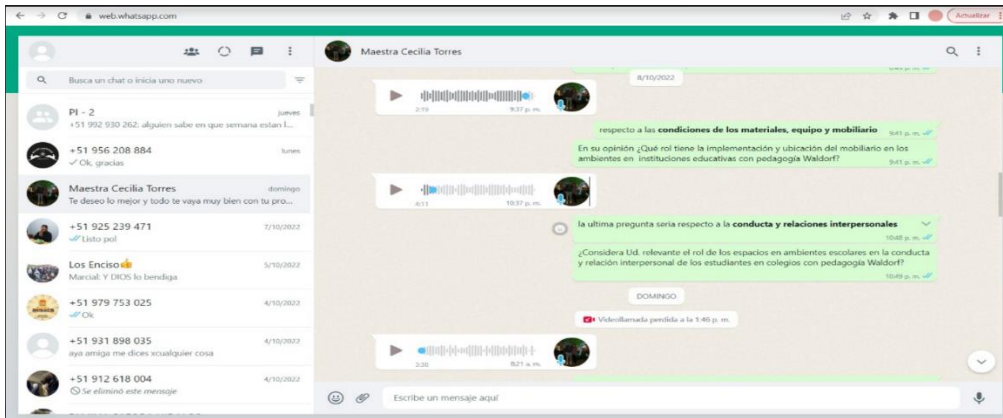 web.whatsapp.com
Actualizar
Maestra Cecilia Torres
Busca un chat o inicia uno nuevo
PI - 2
jueves
+51 992 930 262: alguien sabe en que semana estan l...
+51 956 208 884
lunes
Ok, gracias
Maestra Cecilia Torres
domingo
Te deseo lo mejor y todo te vaya muy bien con tu pro...
+51 925 239 471
7/10/2022
Listo pol
Los Enciso
5/10/2022
Marcial: Y DIOS lo bendiga.
+51 979 753 025
4/10/2022
Ok
+51 931 898 035
4/10/2022
aya amiga me dices xcualquier cosa
+51 912 618 004
4/10/2022
Se eliminó este mensaje
8/10/2022
2:19
9:37 p. m.
respecto a las condiciones de los materiales, equipo y mobiliario
9:41 p. m.
En su opinión ¿Qué rol tiene la implementación y ubicación del mobiliario en los
ambientes en instituciones educativas con pedagogía Waldorf?
9:41 p. m.
4:11
10:37 p. m.
la ultima pregunta seria respecto a la conducta y relaciones interpersonales
10:48 p. m.
¿Considera Ud. relevante el rol de los espacios en ambientes escolares en la conducta
y relación interpersonal de los estudiantes en colegios con pedagogía Waldorf?
10:49 p. m.
DOMINGO
Videollamada perdida a la 1:46 p. m.
8:21 a. m.
Escribe un mensaje aquí